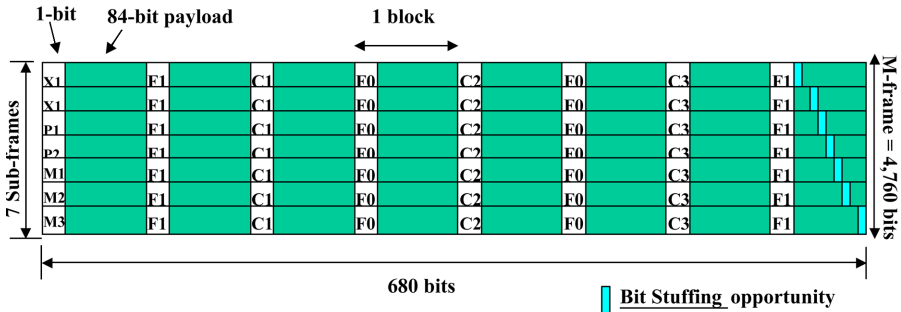 1-bit 84-bit payload 1 block
X1 F1 C1 F0 C2 F0 C3 F1
X1 F1 C1 F0 C2 F0 C3 F1
P1 F1 C1 F0 C2 F0 C3 F1
P2 F1 C1 F0 C2 F0 C3 F1
M1 F1 C1 F0 C2 F0 C3 F1
M2 F1 C1 F0 C2 F0 C3 F1
M3 F1 C1 F0 C2 F0 C3 F1
7 Sub-frames
M-frame = 4,760 bits
680 bits
Bit Stuffing opportunity